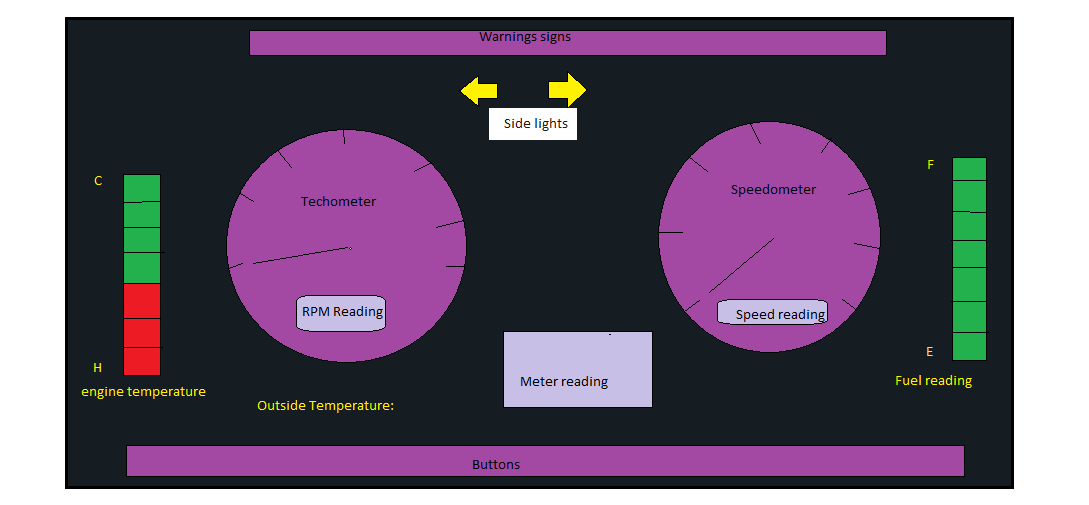 Warnings signs
Side lights
C
Techometer
Speedometer
F
RPM Reading
Speed reading
H
engine temperature
Meter reading
E
Fuel reading
Outside Temperature:
Buttons